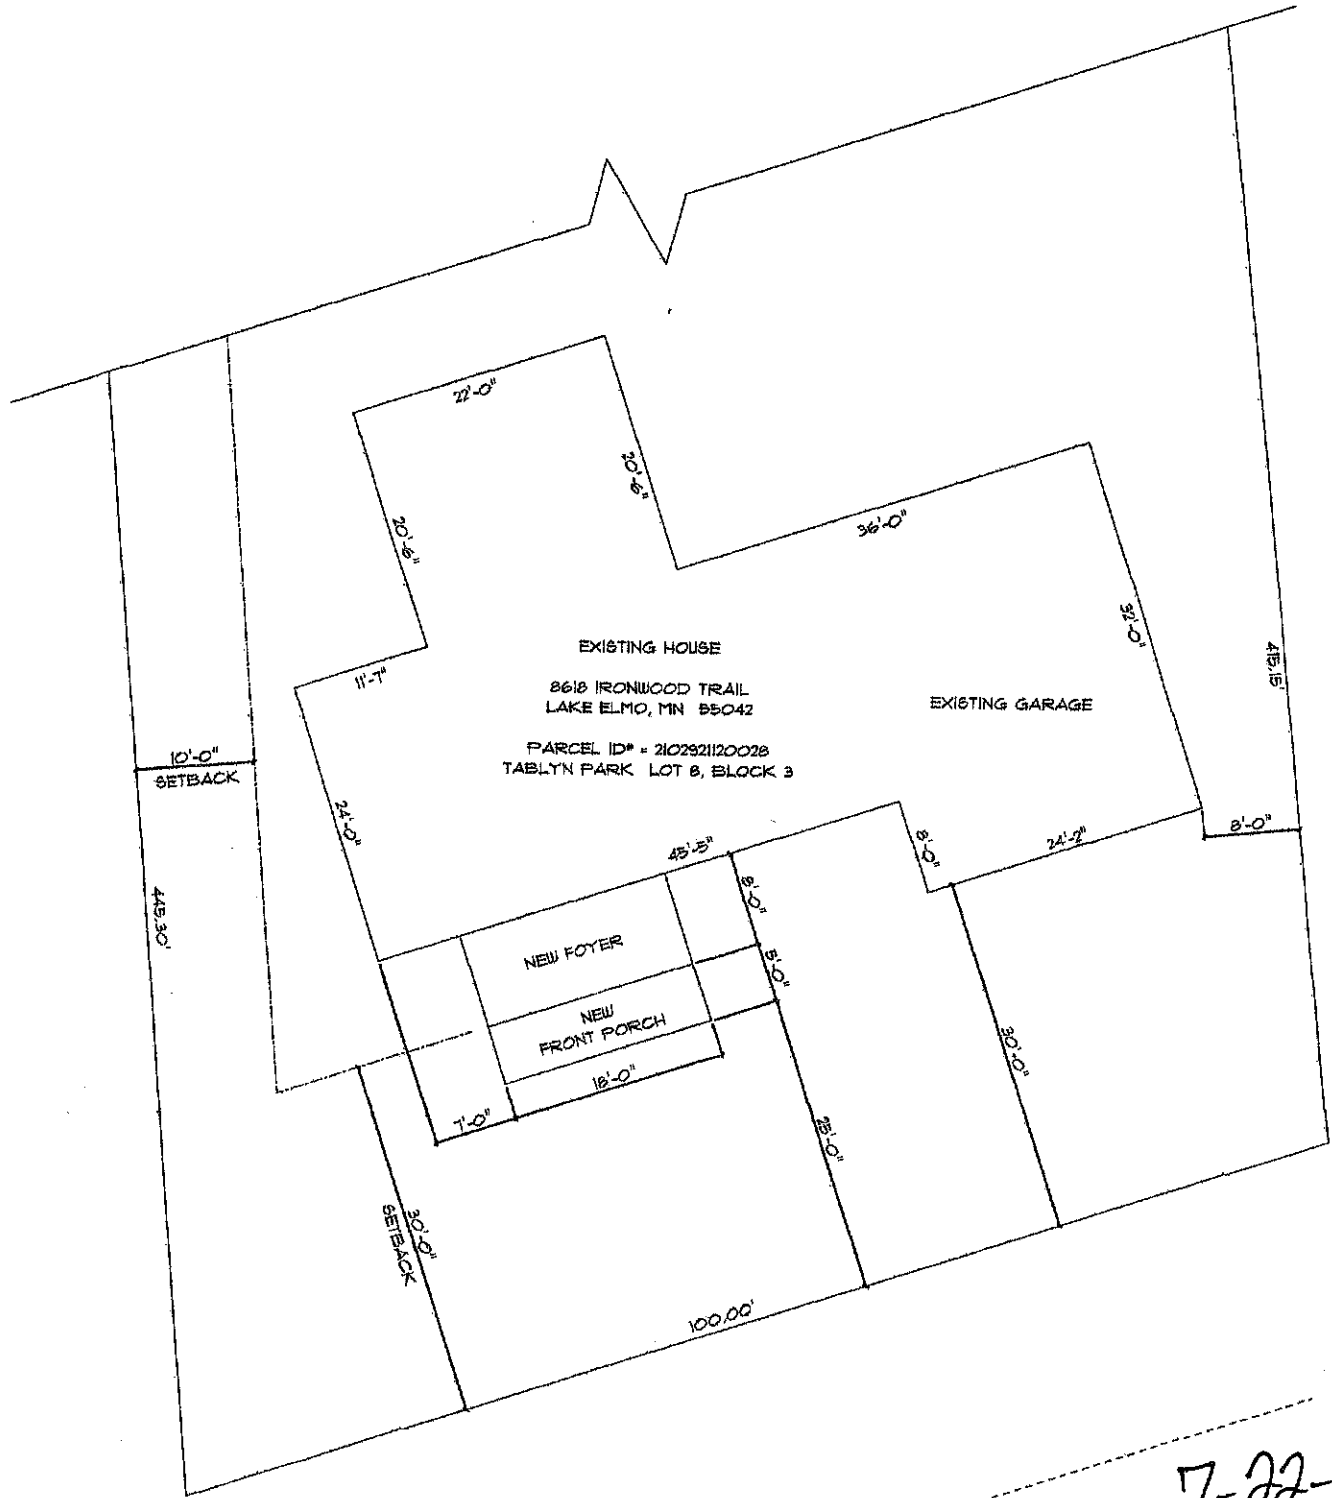 22'-0"
20'-6"
20'-6"
36'-0"
32'-0"
11'-7"
EXISTING HOUSE
8618 IRONWOOD TRAIL
LAKE ELMO, MN 55042
EXISTING GARAGE
PARCEL ID# = 2102921120028
TABLYN PARK LOT 8, BLOCK 3
415.15'
10'-0"
SETBACK
24'-0"
45'-5"
8'-0"
24'-2"
8'-0"
8'-0"
445.30'
NEW FOYER
5'-0"
NEW
FRONT PORCH
18'-0"
7'-0"
30'-0"
25'-0"
30'-0"
SETBACK
100.00'
7-22-